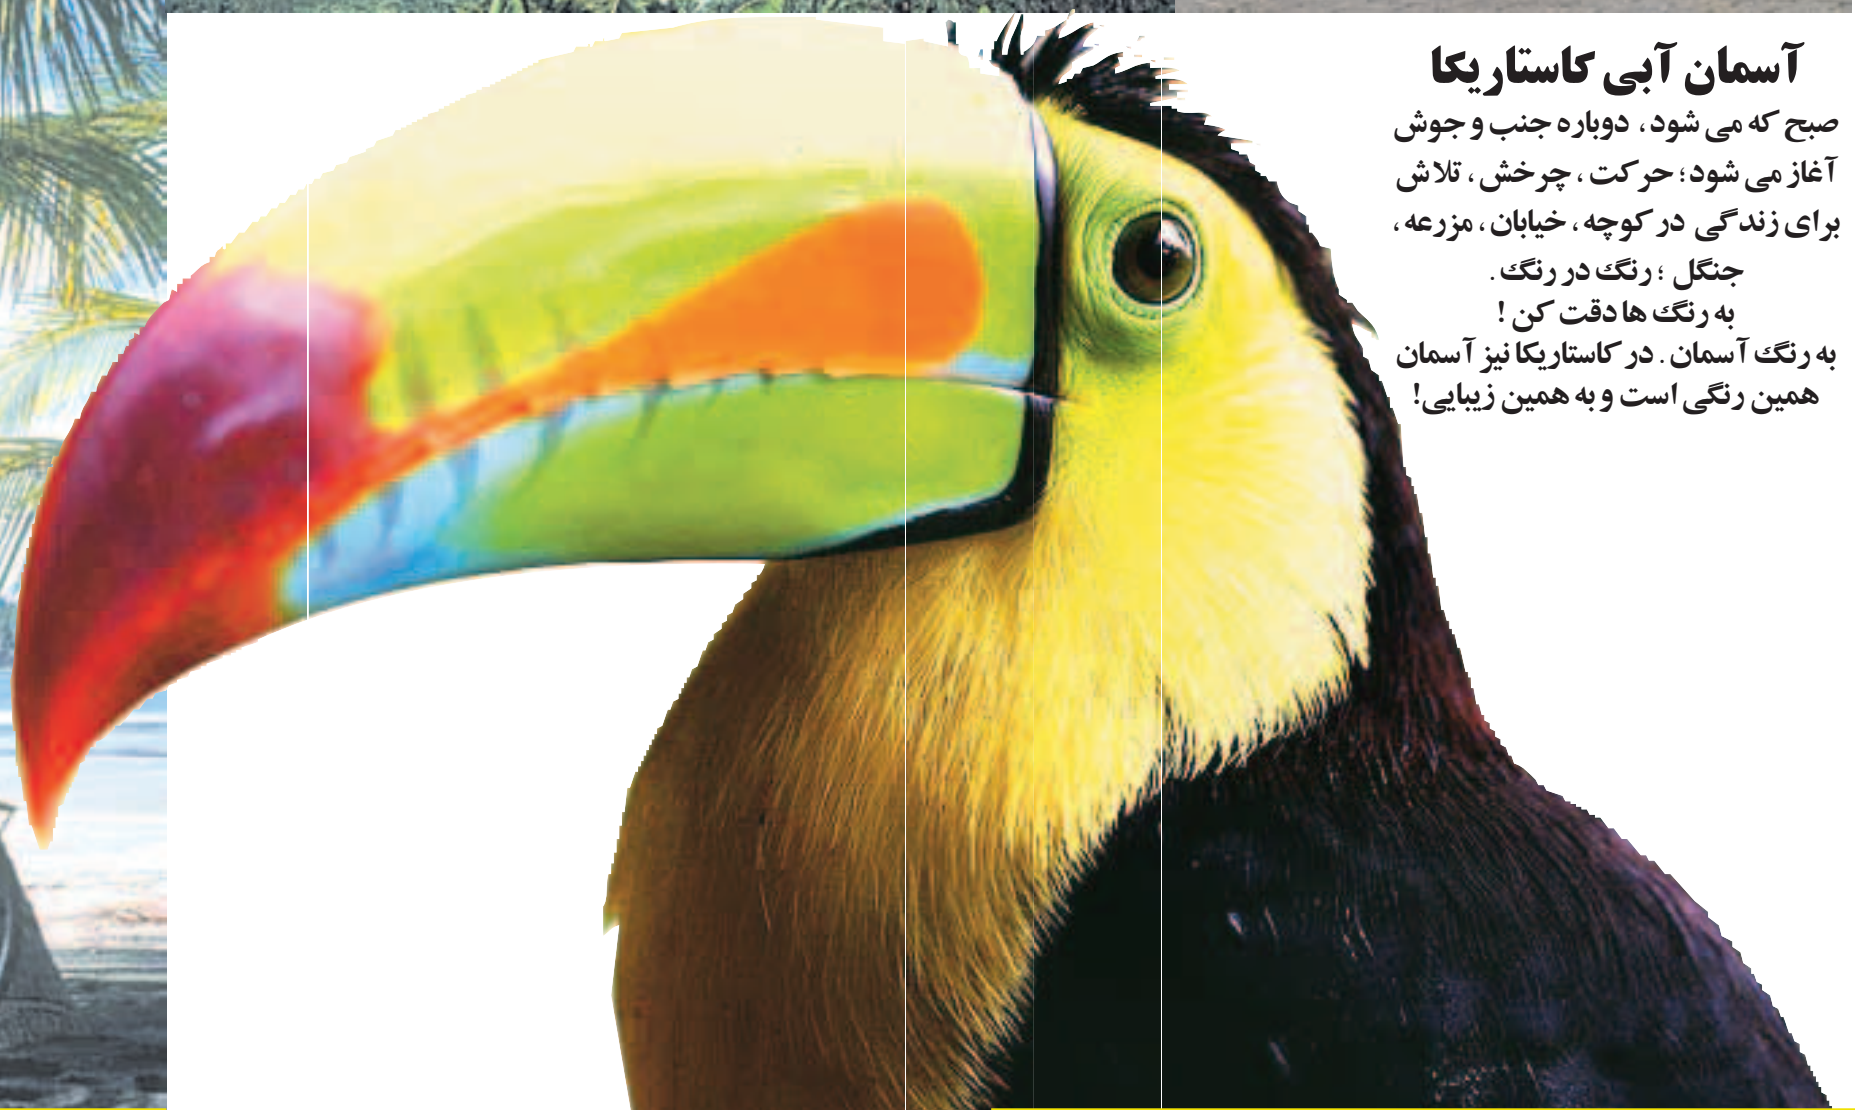 آسمان آبی کاستاریکا
صبح که می شود، دوباره جنب و جوش
آغاز می شود؛ حرکت، چرخش، تلاش
برای زندگی در کوچه، خیابان، مزرعه،
جنگل ؛ رنگ در رنگ.
به رنگ ها دقت کن !
به رنگ آسمان. در کاستاریکا نیز آسمان
همین رنگی است و به همین زیبایی!